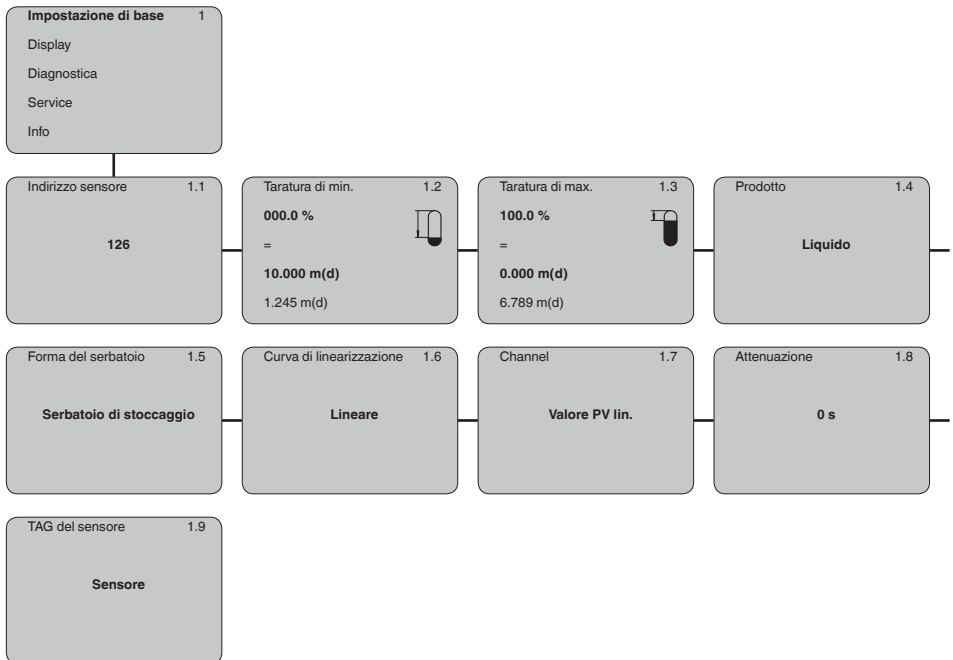 Impostazione di base 1
Display
Diagnostica
Service
Info
Indirizzo sensore 1.1
126
Taratura di min. 1.2
000.0 %
=
10.000 m(d)
1.245 m(d)
Taratura di max. 1.3
100.0 %
=
0.000 m(d)
6.789 m(d)
Prodotto 1.4
Liquido
Forma del serbatoio 1.5
Serbatoio di stoccaggio
Curva di linearizzazione 1.6
Lineare
Channel 1.7
Valore PV lin.
Attenuazione 1.8
0 s
TAG del sensore 1.9
Sensore